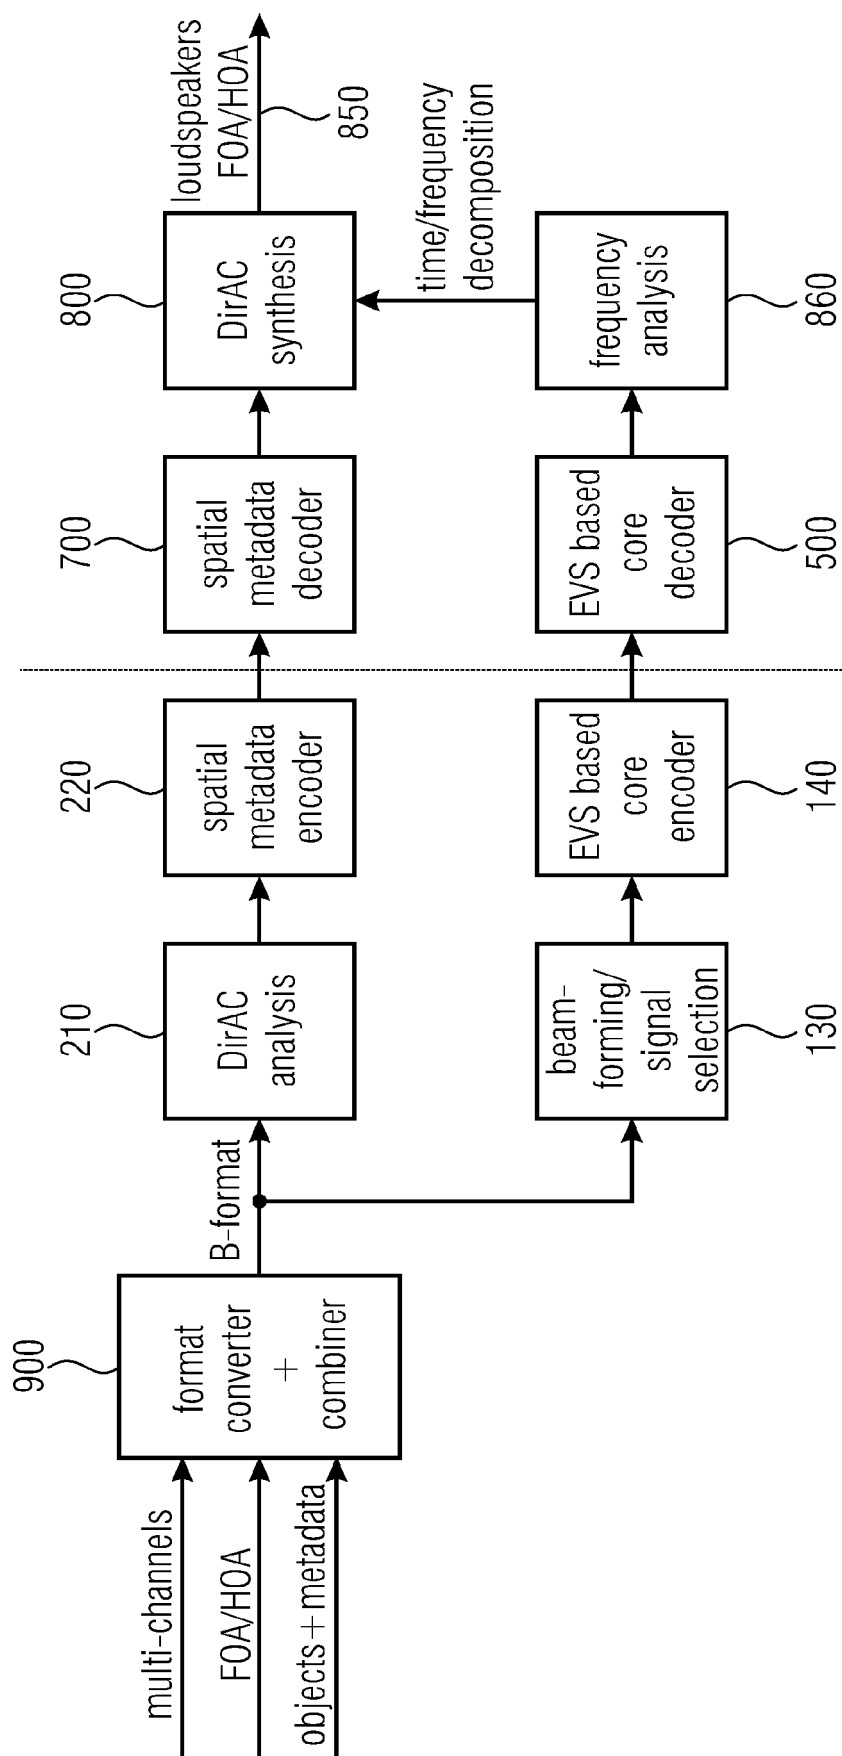 multi-channels
FOA/HOA
objects+metadata
900
format
converter
+
combiner
B-format
210
DirAC
analysis
220
spatial
metadata
encoder
700
spatial
metadata
decoder
800
DirAC
synthesis
loudspeakers
FOA/HOA
850
beam-
forming/
signal
selection
130
EVS based
core
encoder
140
EVS based
core
decoder
500
frequency
analysis
860
time/frequency
decomposition